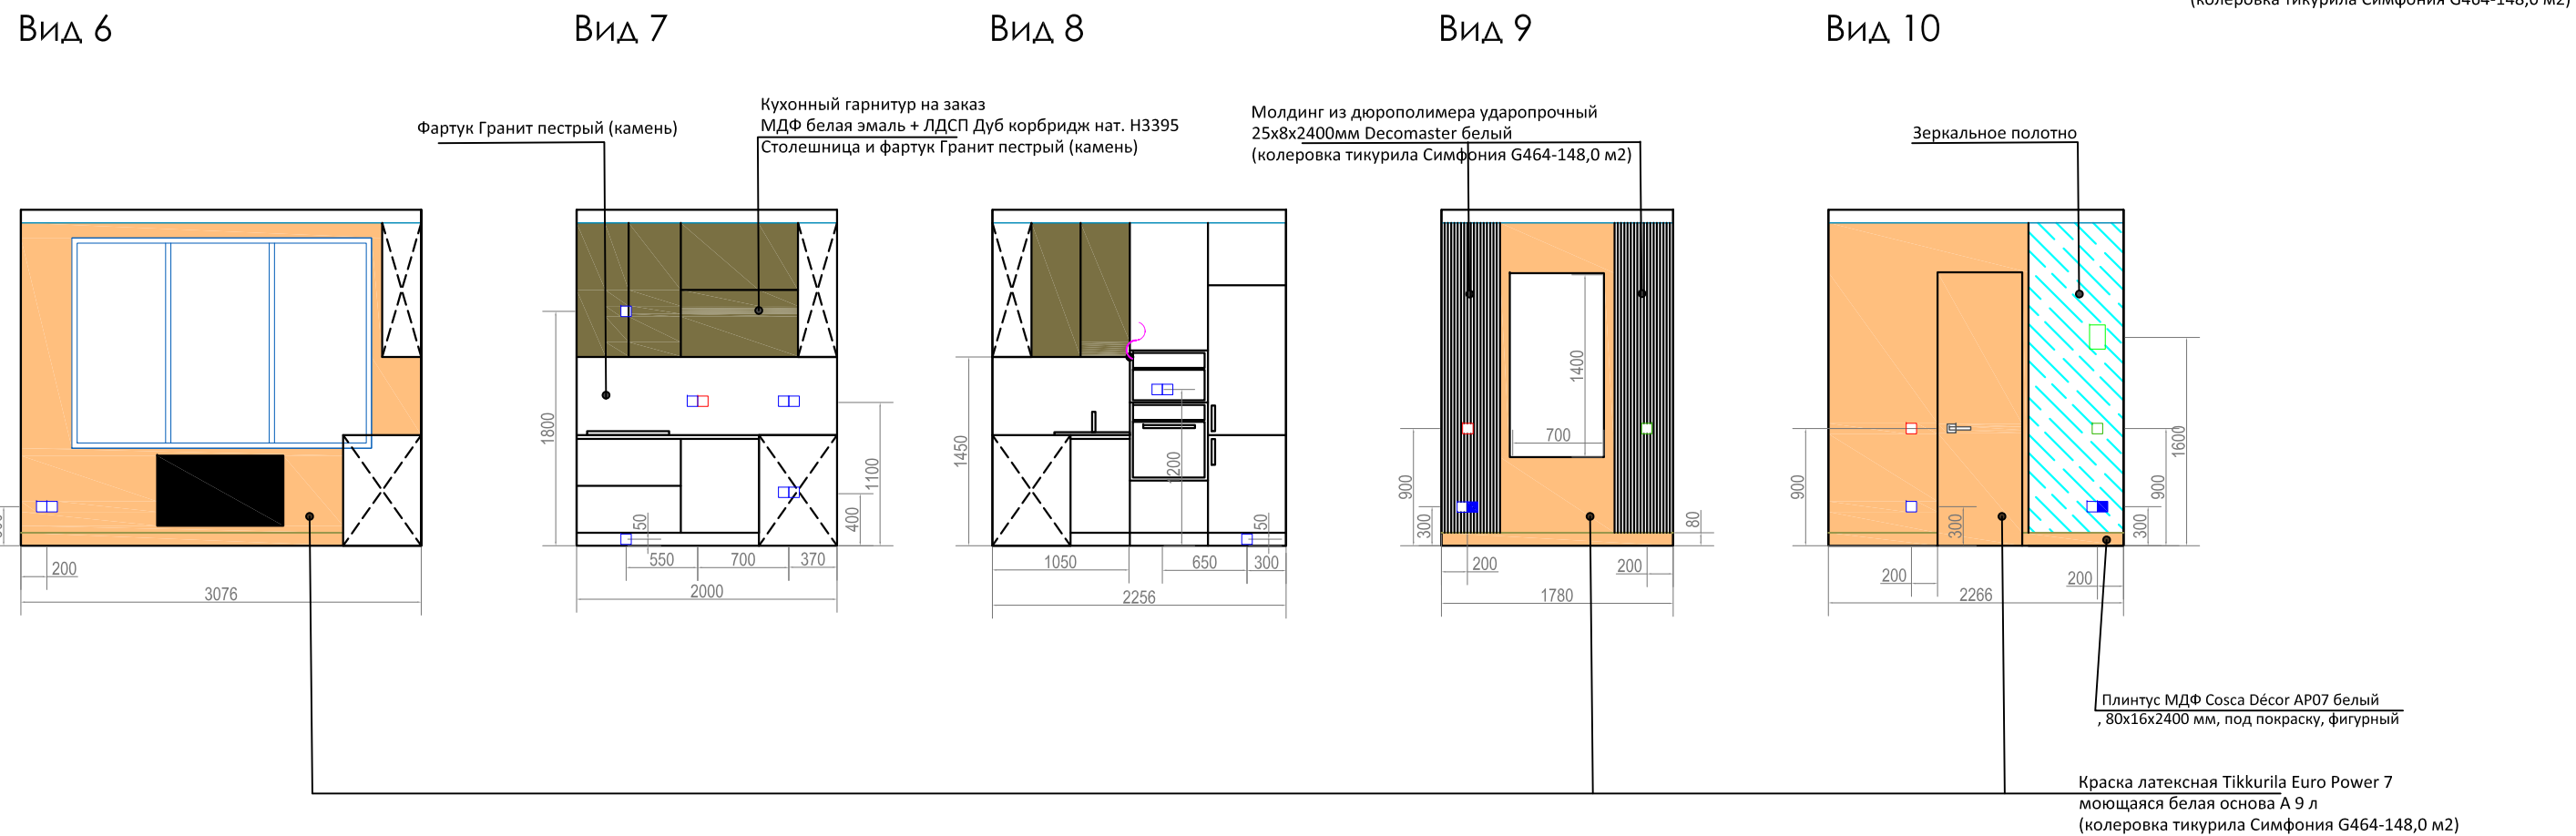 (колеровка тикурила Симфония G464-148,0 м2)
Вид 6
Вид 7
Вид 8
Вид 9
Вид 10
Фартук Гранит пестрый (камень)
Кухонный гарнитур на заказ
МДФ белая эмаль + ЛДСП Дуб корбридж нат. H3395
Столешница и фартук Гранит пестрый (камень)
Молдинг из дюрополимера ударопрочный
25х8х2400мм Decomaster белый
(колеровка тикурила Симфония G464-148,0 м2)
Зеркальное полотно
200
3076
1800
50
1100
400
550
700
370
2000
1450
1200
50
1050
650
300
2256
1400
700
900
300
80
200
200
1780
900
300
1600
900
300
200
200
2266
Плинтус МДФ Cosca Décor AP07 белый
, 80х16х2400 мм, под покраску, фигурный
Краска латексная Tikkurila Euro Power 7
моющаяся белая основа А 9 л
(колеровка тикурила Симфония G464-148,0 м2)